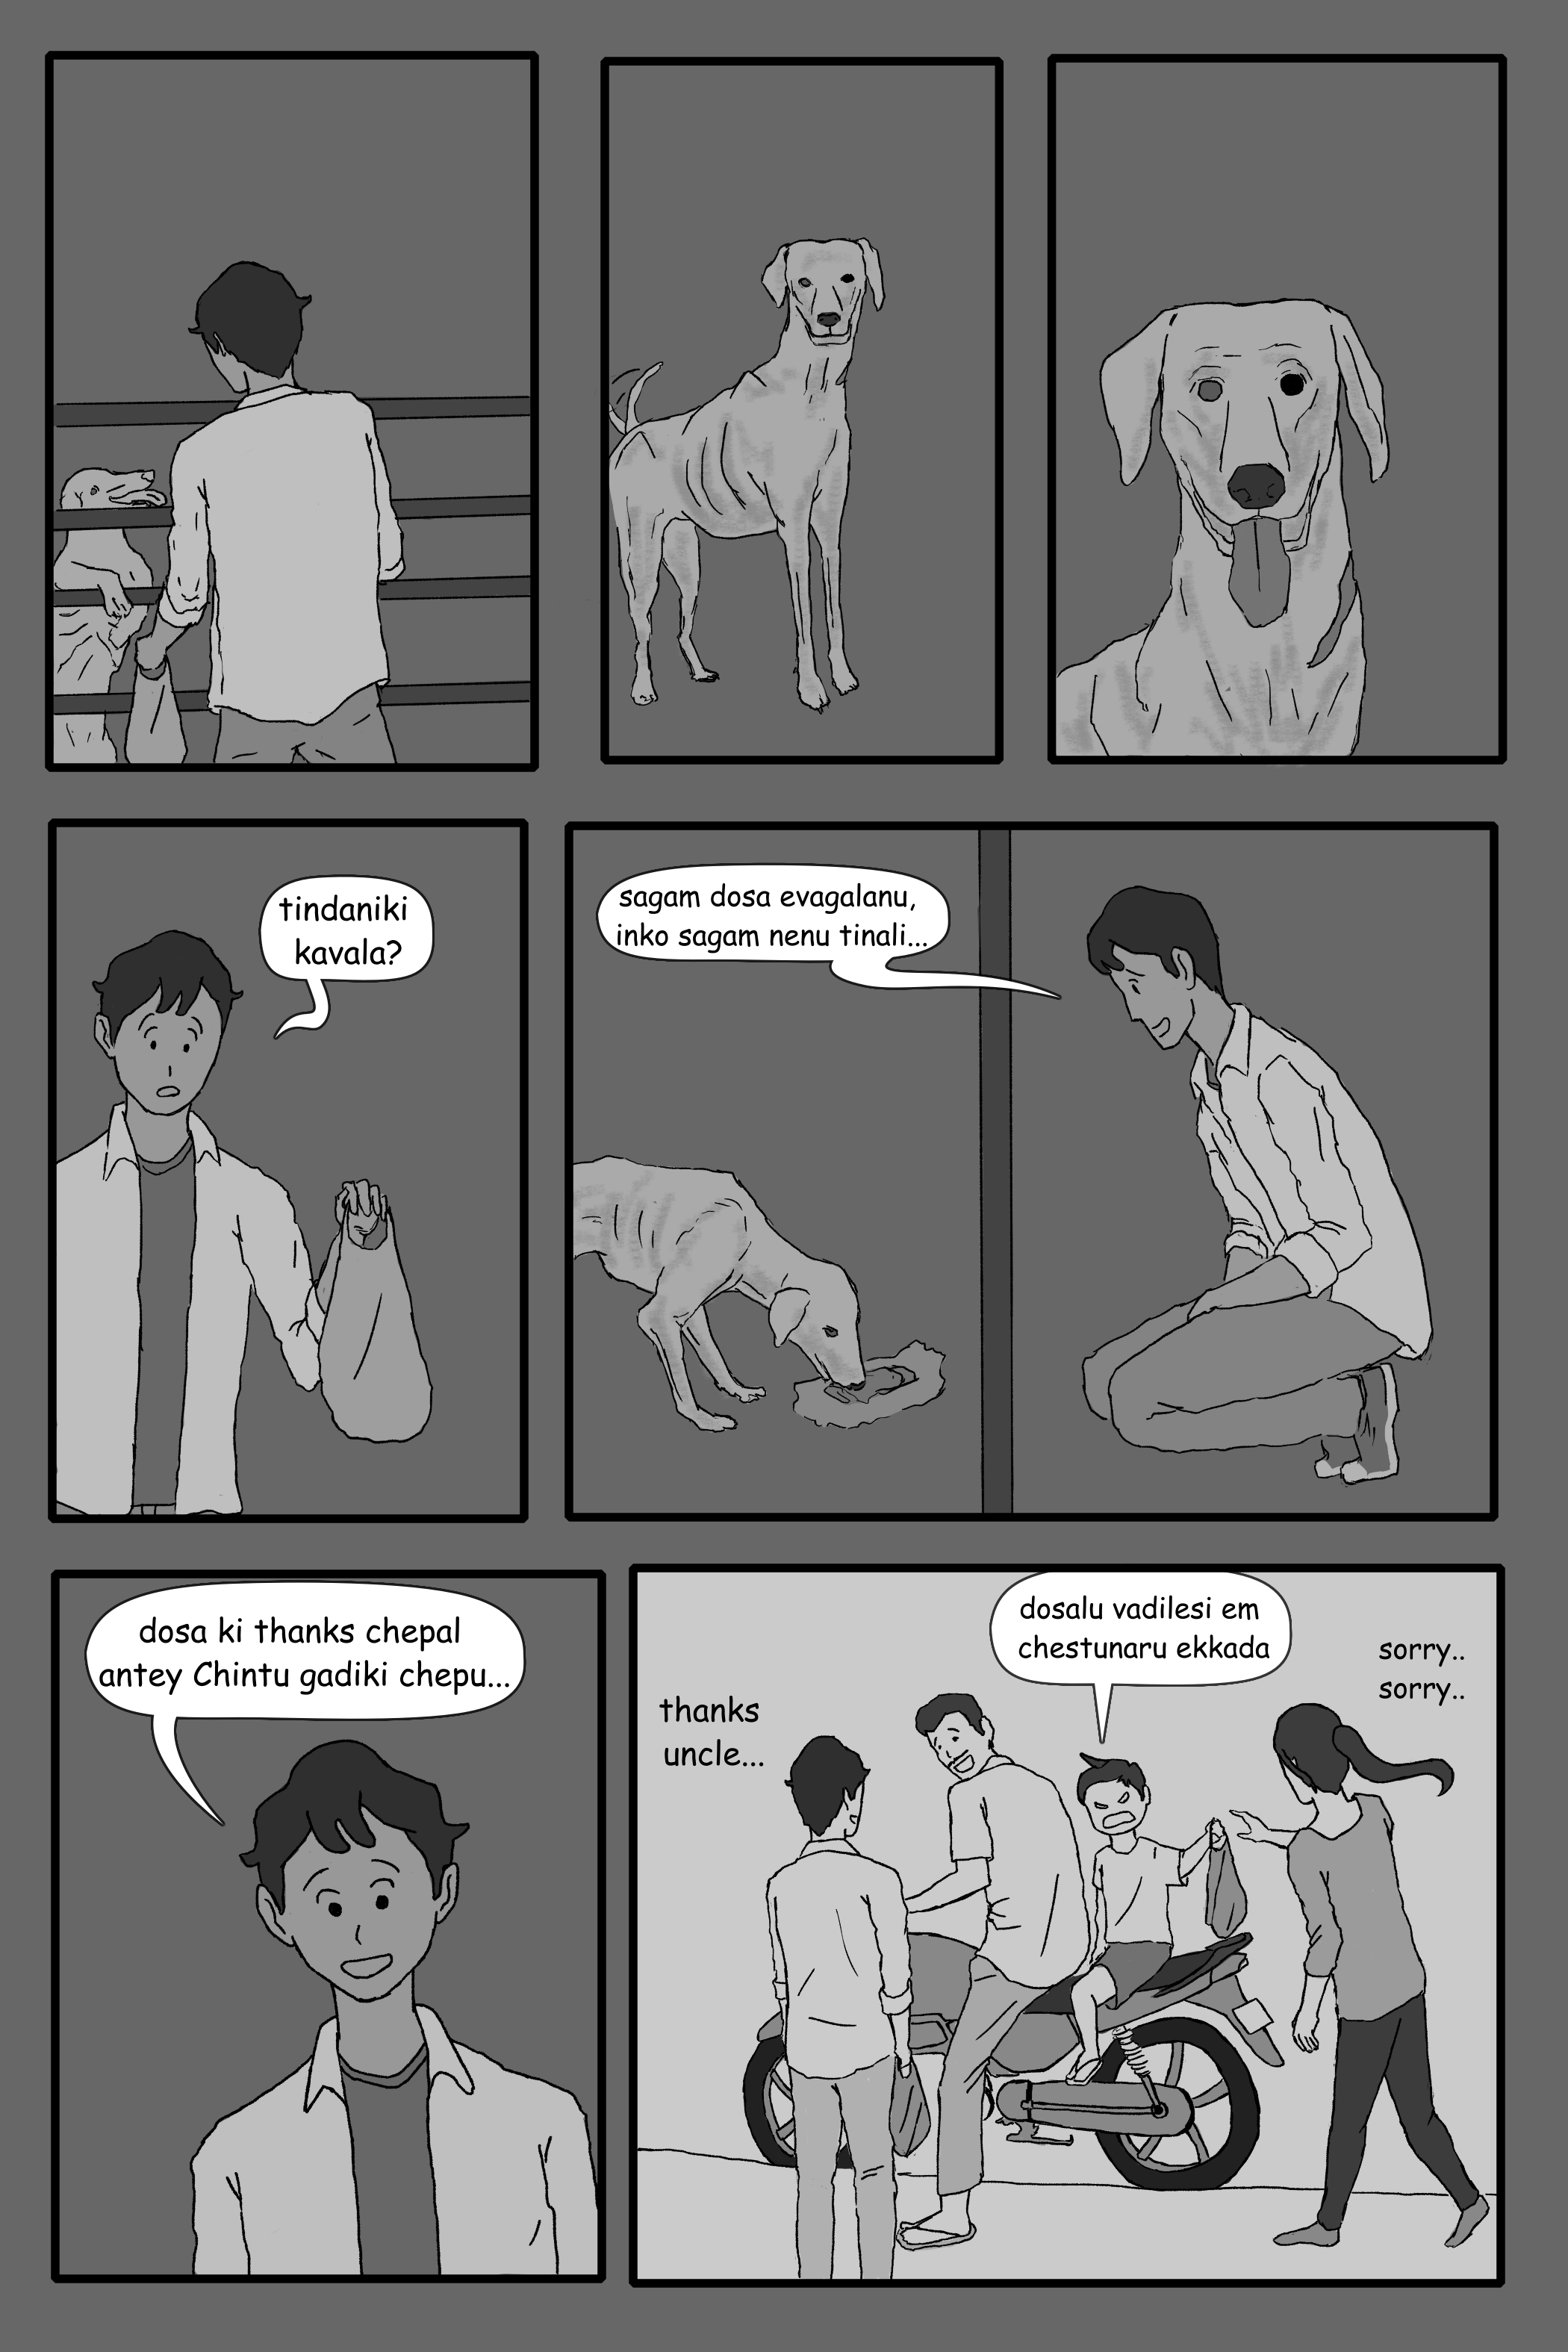 tindaniki
kavala?
sagam dosa evagalanu,
inko sagam nenu tinali...
dosa ki thanks chepal
antey Chintu gadiki chepu...
thanks
uncle...
dosalu vadilesi em
chestunaru ekkada
sorry..
sorry..